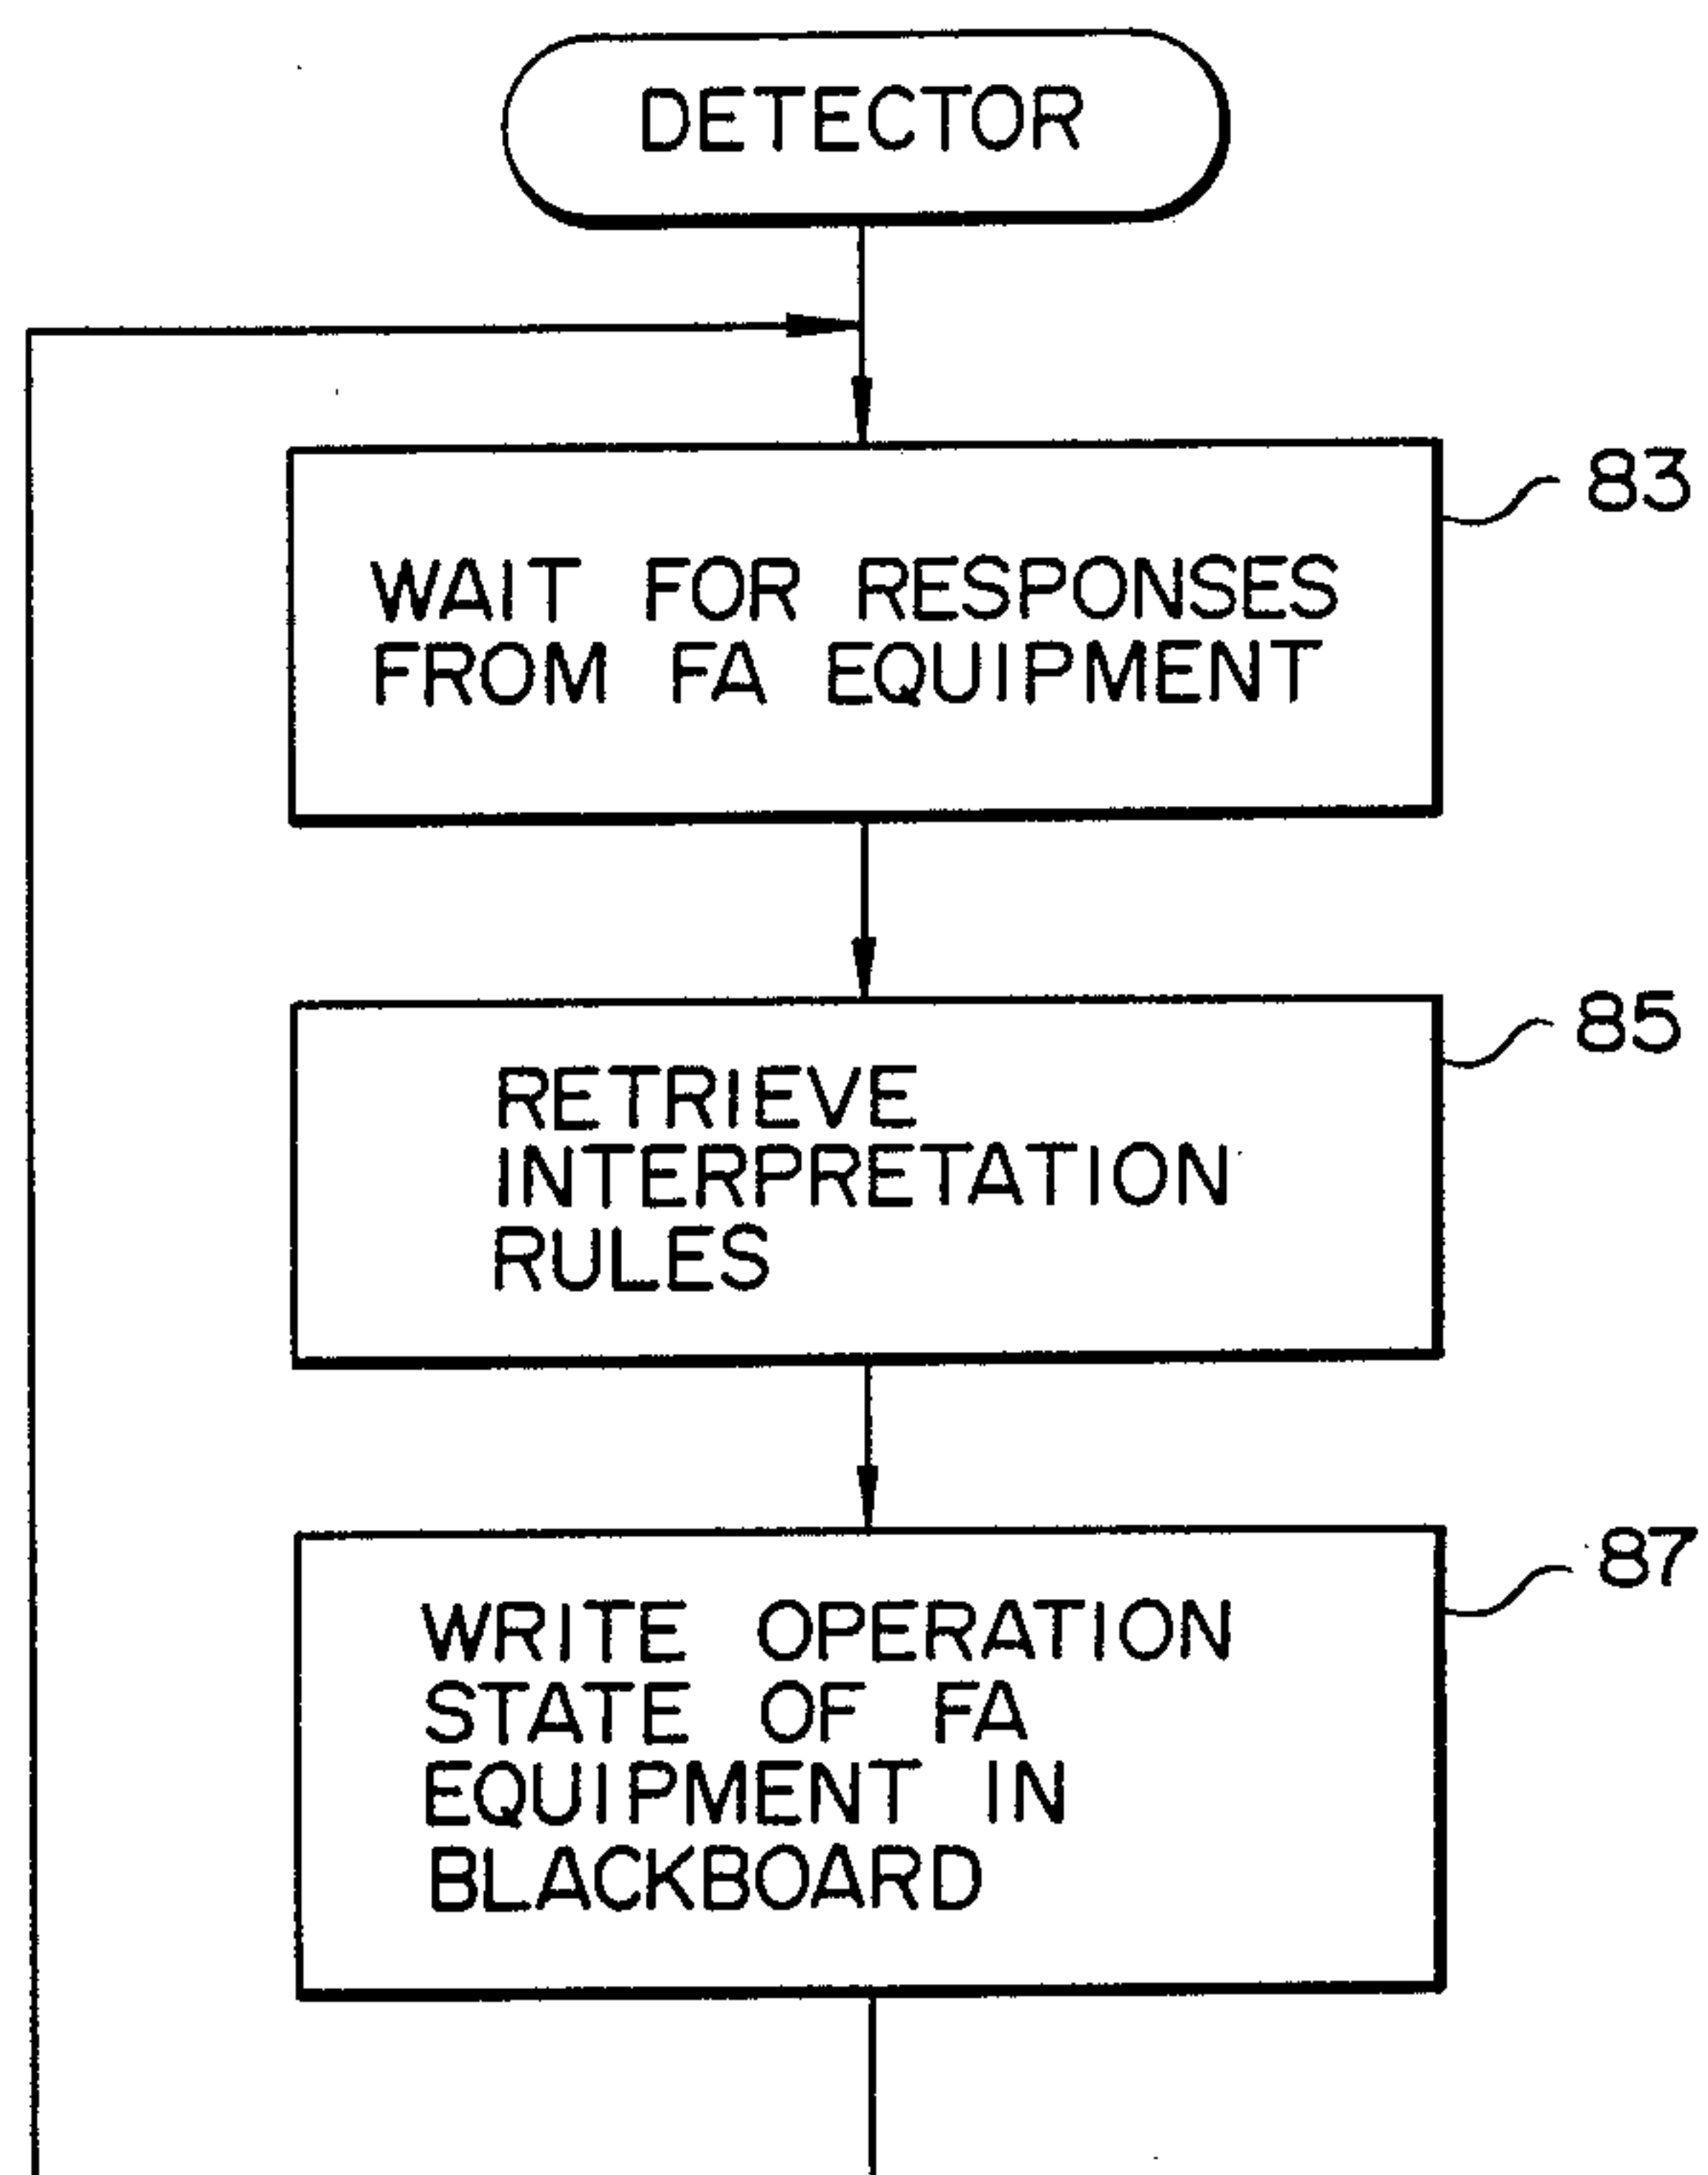 DETECTOR
83
WAIT FOR RESPONSES
FROM FA EQUIPMENT
85
RETRIEVE
INTERPRETATION
RULES
87
WRITE OPERATION
STATE OF FA
EQUIPMENT IN
BLACKBOARD